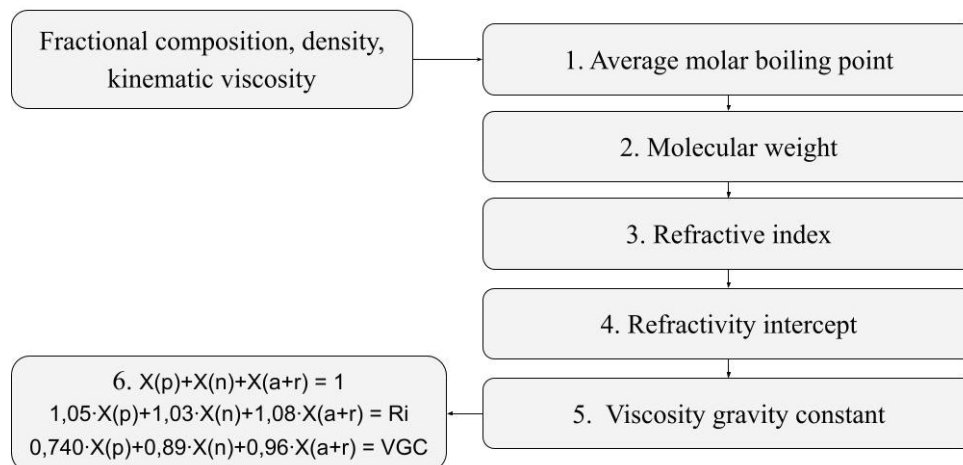 Fractional composition, density,
kinematic viscosity
1. Average molar boiling point
2. Molecular weight
3. Refractive index
4. Refractivity intercept
5. Viscosity gravity constant
6. X(p)+X(n)+X(a+r) = 1
1,05·X(p)+1,03·X(n)+1,08·X(a+r) = Ri
0,740·X(p)+0,89·X(n)+0,96·X(a+r) = VGC